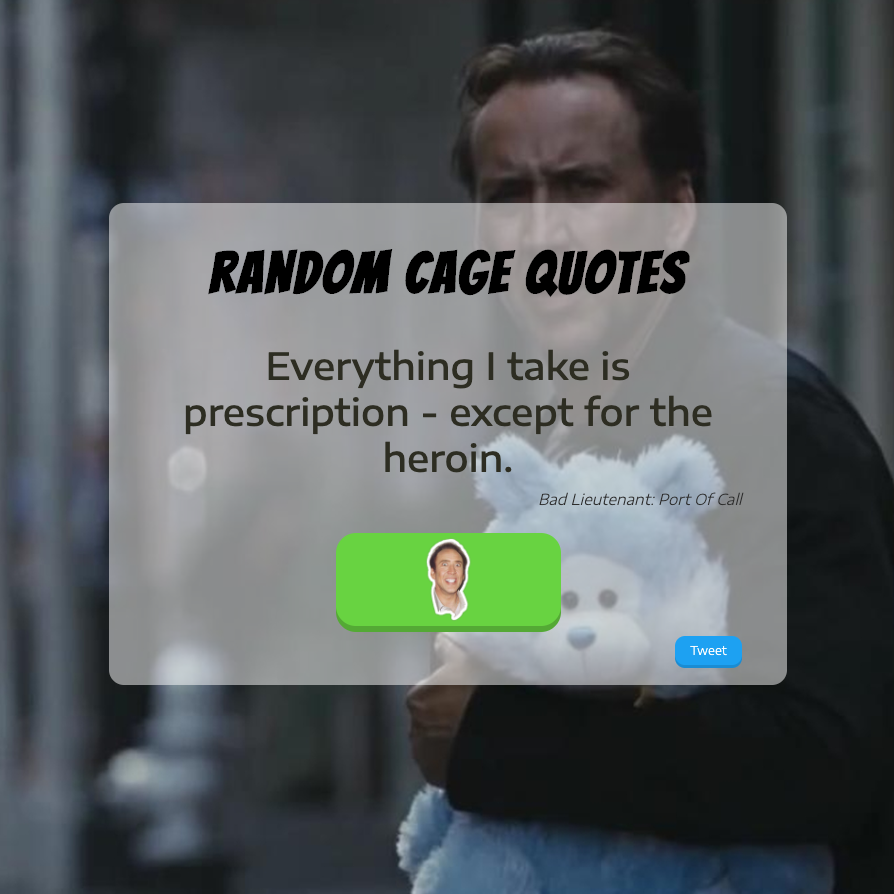 RANDOM CAGE QUOTES
Everything I take is
prescription - except for the
heroin.
Bad Lieutenant: Port Of Call
Tweet